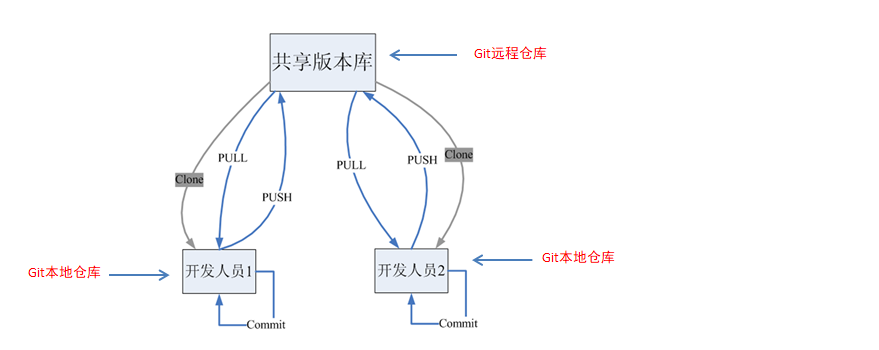 共享版本库
Git远程仓库
PULL
Clone
PUSH
PULL
PUSH
Clone
Git本地仓库
开发人员1
开发人员2
Git本地仓库
Commit
Commit